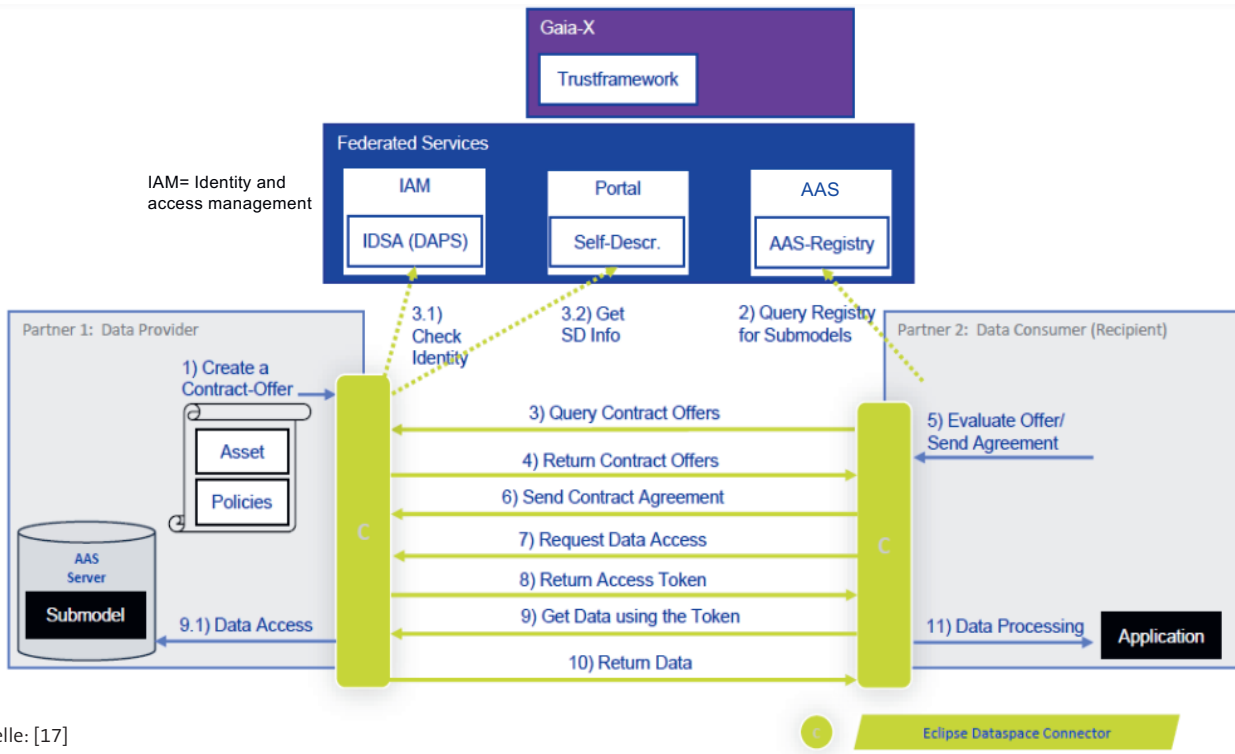 Gaia-X
Trustframework
Federated Services
IAM= Identity and
access management
IAM
IDSA (DAPS)
Portal
Self-Descr.
AAS
AAS-Registry
3.1)
Check
Identity
3.2) Get
SD Info
2) Query Registry
for Submodels
Partner 1: Data Provider
Partner 2: Data Consumer (Recipient)
1) Create a
Contract-Offer
Asset
Policies
AAS
Server
Submodel
9.1) Data Access
C
3) Query Contract Offers
4) Return Contract Offers
6) Send Contract Agreement
7) Request Data Access
8) Return Access Token
9) Get Data using the Token
10) Return Data
C
5) Evaluate Offer/
Send Agreement
11) Data Processing
Application
elle: [17]
C
Eclipse Dataspace Connector